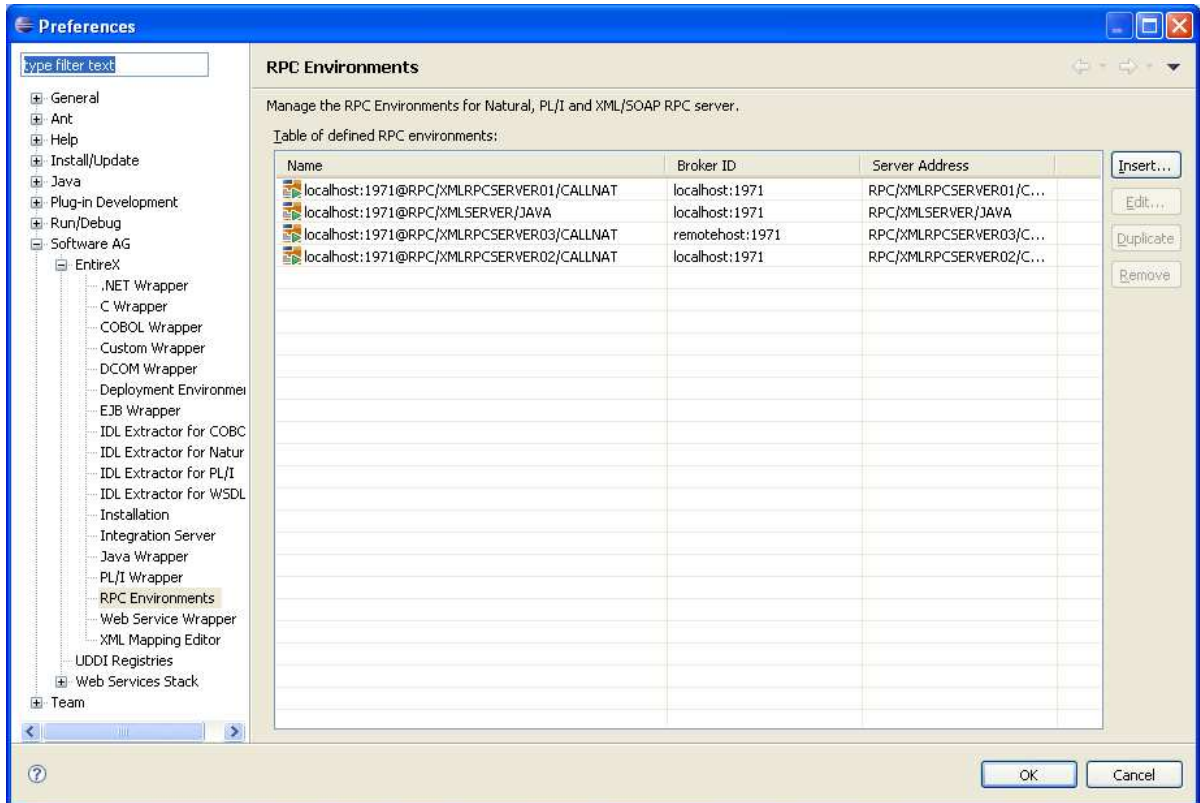 Preferences
type filter text
General
Ant
Help
Install/Update
Java
Plug-in Development
Run/Debug
Software AG
EntireX
.NET Wrapper
C Wrapper
COBOL Wrapper
Custom Wrapper
DCOM Wrapper
Deployment Environmei
EJB Wrapper
IDL Extractor for COBC
IDL Extractor for Natur
IDL Extractor for PL/I
IDL Extractor for WSDL
Installation
Integration Server
Java Wrapper
PL/I Wrapper
RPC Environments
Web Service Wrapper
XML Mapping Editor
UDDI Registries
Web Services Stack
Team
RPC Environments
Manage the RPC Environments for Natural, PL/I and XML/SOAP RPC server.
Table of defined RPC environments:
Name Broker ID Server Address
localhost:1971@RPC/XMLRPCSERVER01/CALLNAT localhost:1971 RPC/XMLRPCSERVER01/C...
localhost:1971@RPC/XMLSERVER/JAVA localhost:1971 RPC/XMLSERVER/JAVA
localhost:1971@RPC/XMLRPCSERVER03/CALLNAT remotehost:1971 RPC/XMLRPCSERVER03/C...
localhost:1971@RPC/XMLRPCSERVER02/CALLNAT localhost:1971 RPC/XMLRPCSERVER02/C...
Insert...
Edit...
Duplicate
Remove
?
OK Cancel